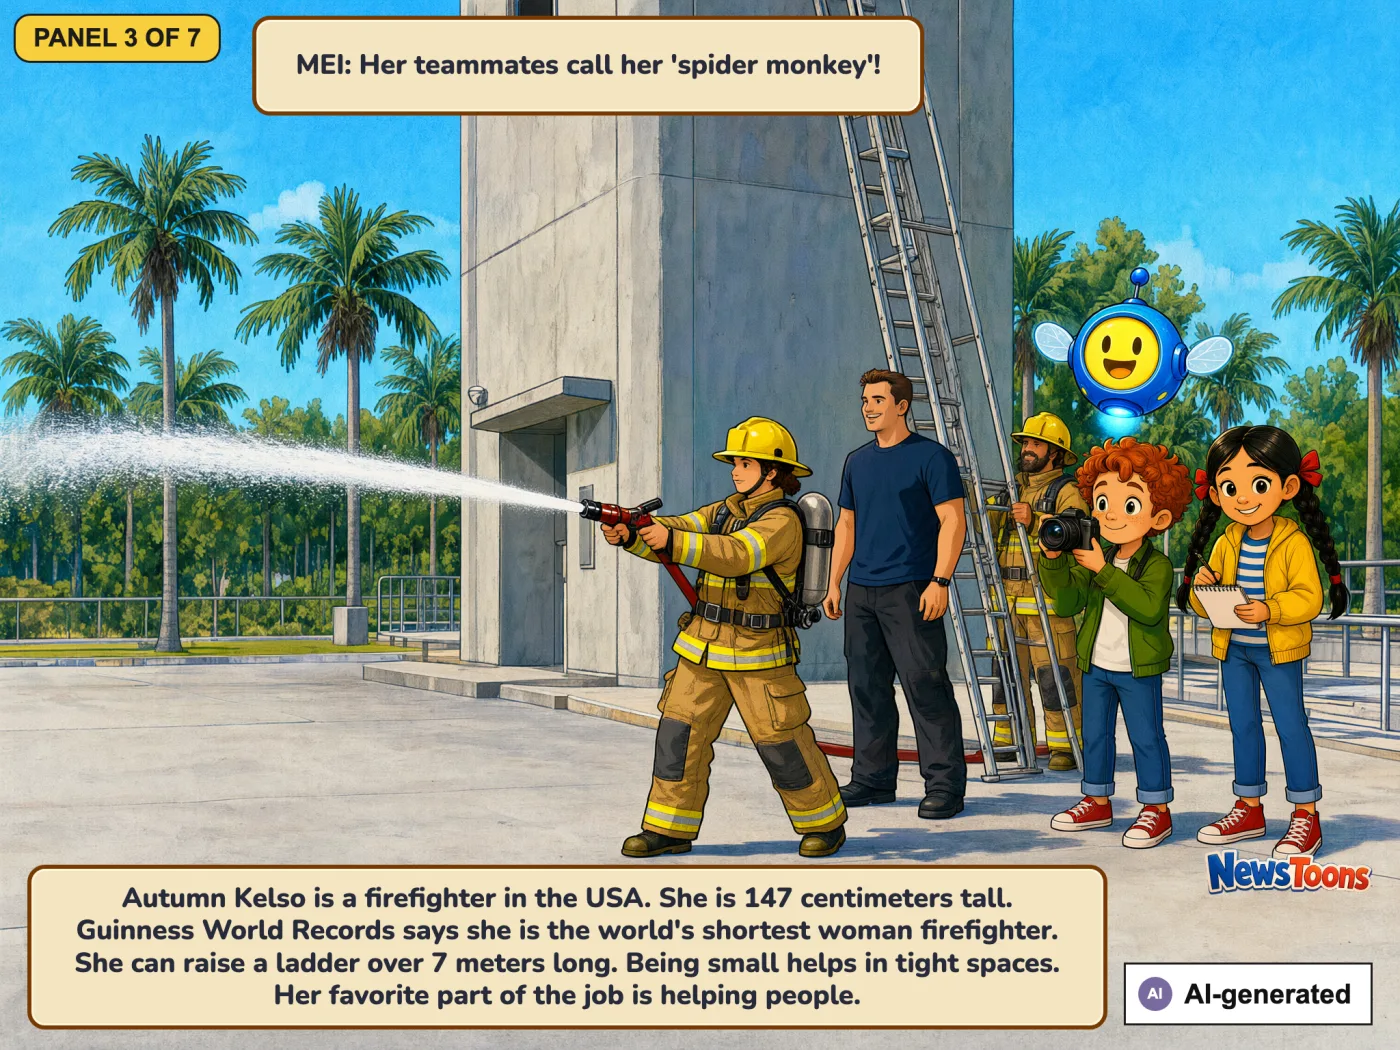 PANEL 3 OF 7
MEI: Her teammates call her 'spider monkey'!
Autumn Kelso is a firefighter in the USA. She is 147 centimeters tall.
Guinness World Records says she is the world's shortest woman firefighter.
She can raise a ladder over 7 meters long. Being small helps in tight spaces.
Her favorite part of the job is helping people.
NewsToons
AI AI-generated